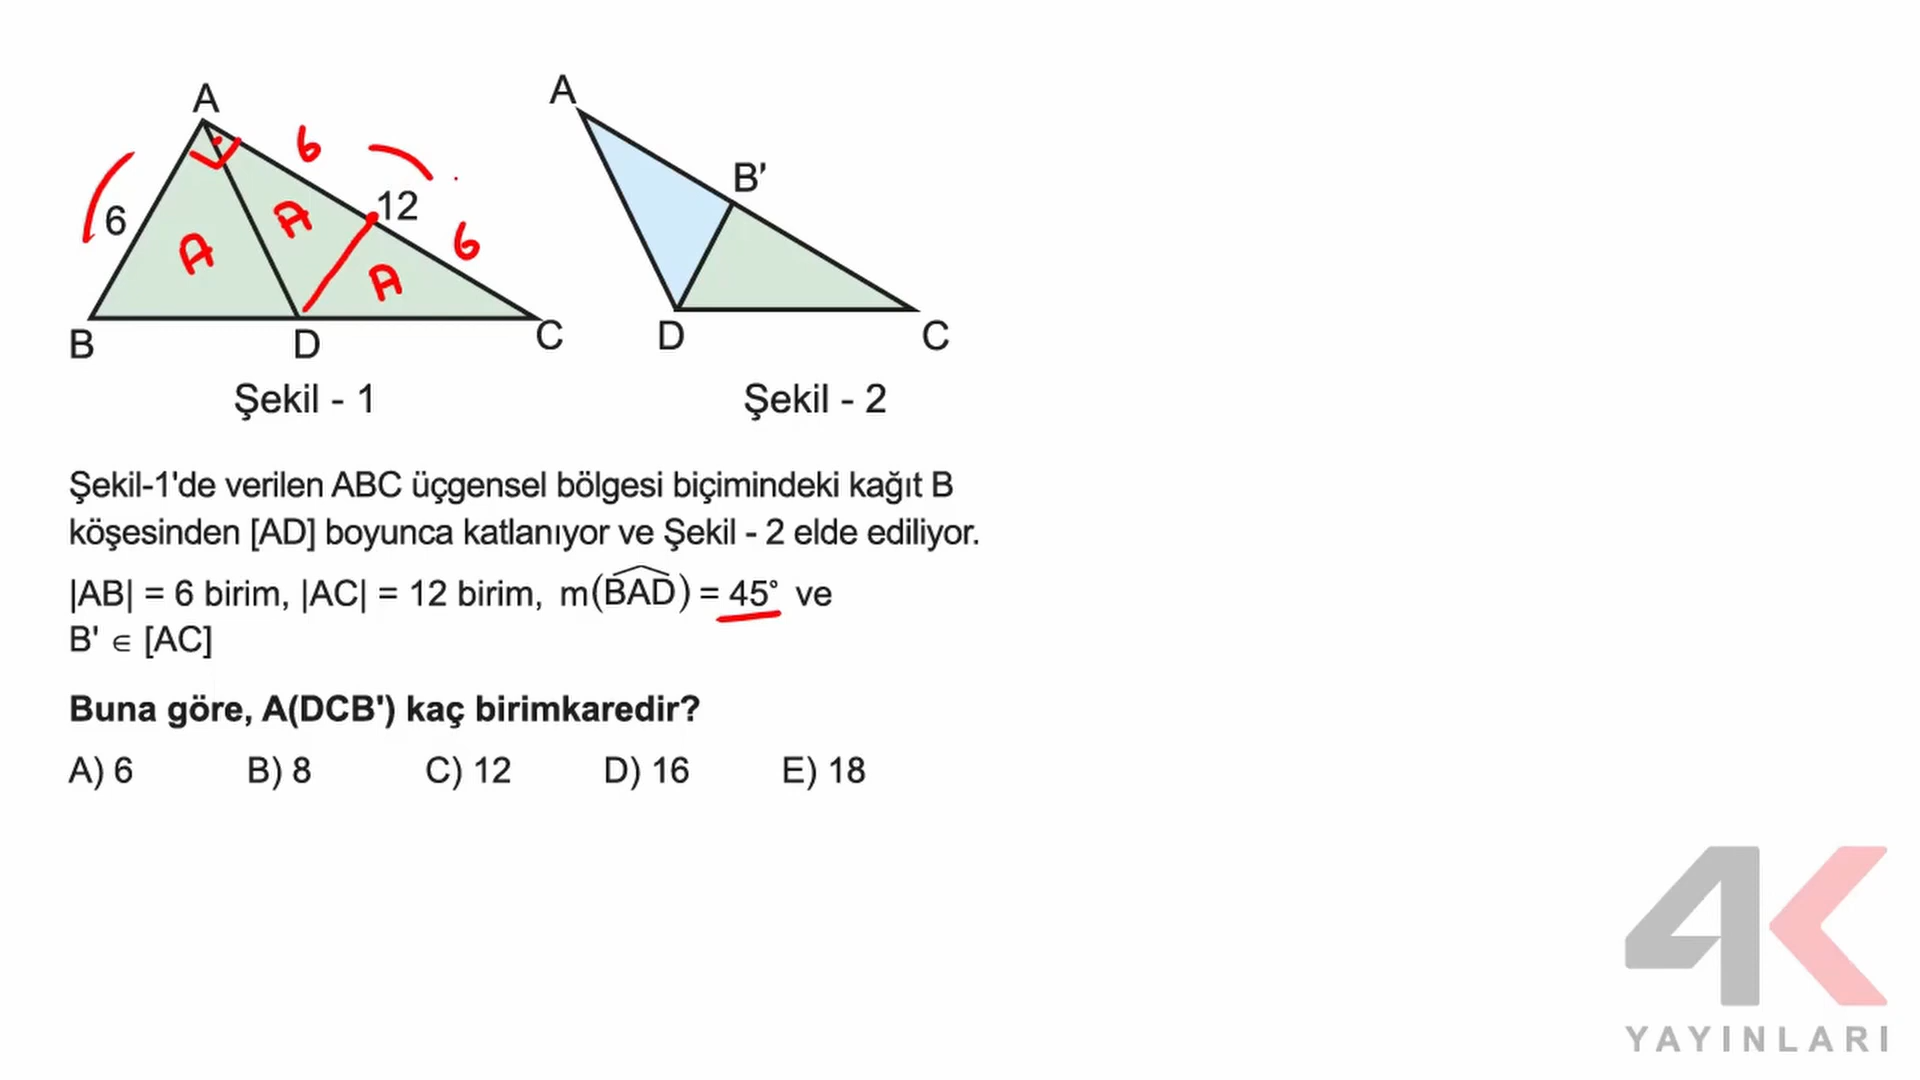 A
6
6
12
6
A
A
A
B
D
C
Şekil - 1
A
B'
D
C
Şekil - 2
Şekil-1'de verilen ABC üçgensel bölgesi biçimindeki kağıt B
köşesinden [AD] boyunca katlanıyor ve Şekil - 2 elde ediliyor.
|AB| = 6 birim, |AC| = 12 birim, m(BAD) = 45° ve
B' ∈ [AC]
Buna göre, A(DCB') kaç birimkaredir?
A) 6 B) 8 C) 12 D) 16 E) 18
4K
YAYINLARI